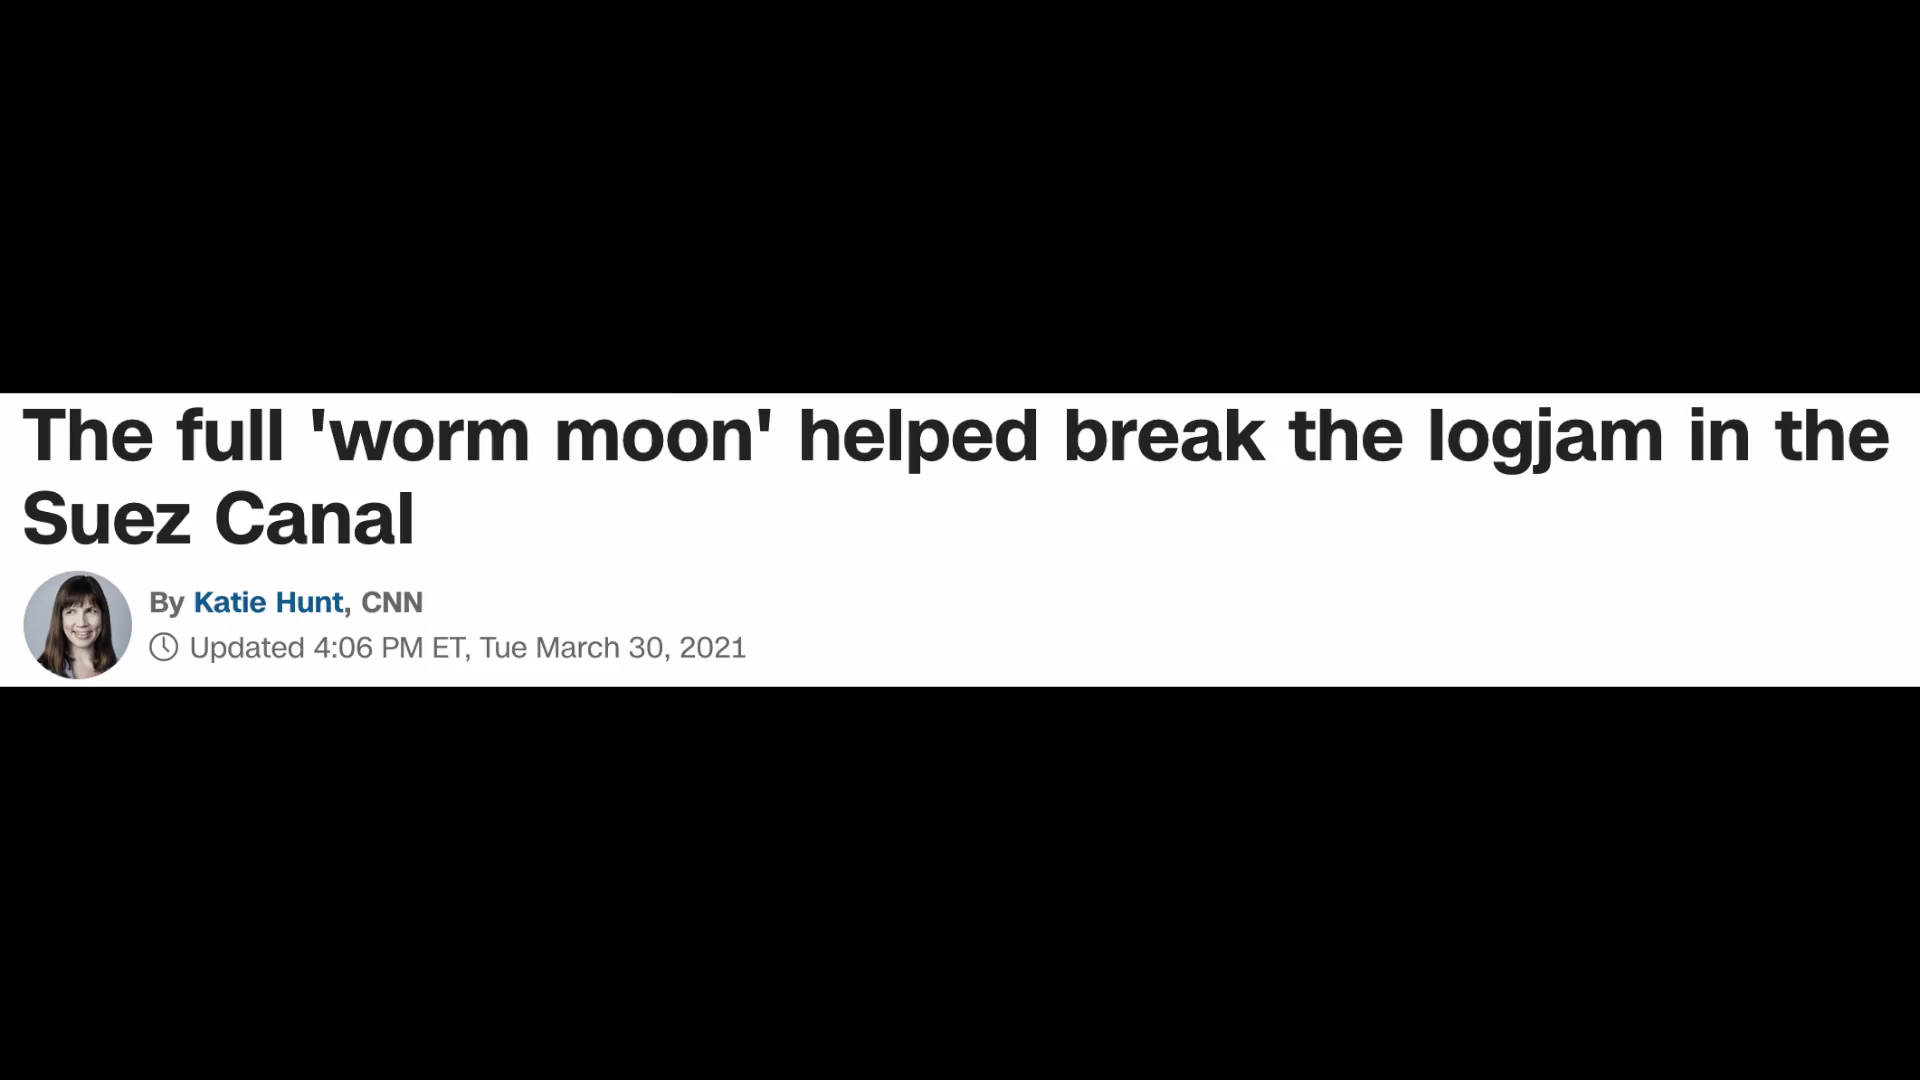 The full 'worm moon' helped break the logjam in the
Suez Canal
By Katie Hunt, CNN
Updated 4:06 PM ET, Tue March 30, 2021